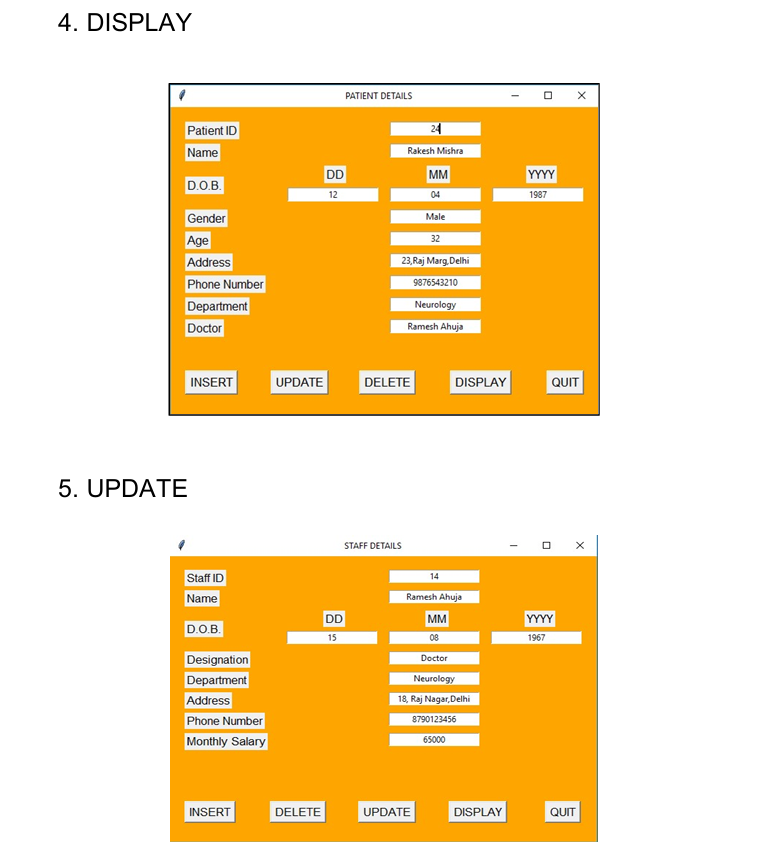 4. DISPLAY
PATIENT DETAILS
Patient ID 24
Name Rakesh Mishra
DD MM YYYY
D.O.B. 12 04 1987
Gender Male
Age 32
Address 23,Raj Marg,Delhi
Phone Number 9876543210
Department Neurology
Doctor Ramesh Ahuja
INSERT UPDATE DELETE DISPLAY QUIT
5. UPDATE
STAFF DETAILS
Staff ID 14
Name Ramesh Ahuja
DD MM YYYY
D.O.B. 15 08 1967
Designation Doctor
Department Neurology
Address 18, Raj Nagar,Delhi
Phone Number 8790123456
Monthly Salary 65000
INSERT DELETE UPDATE DISPLAY QUIT